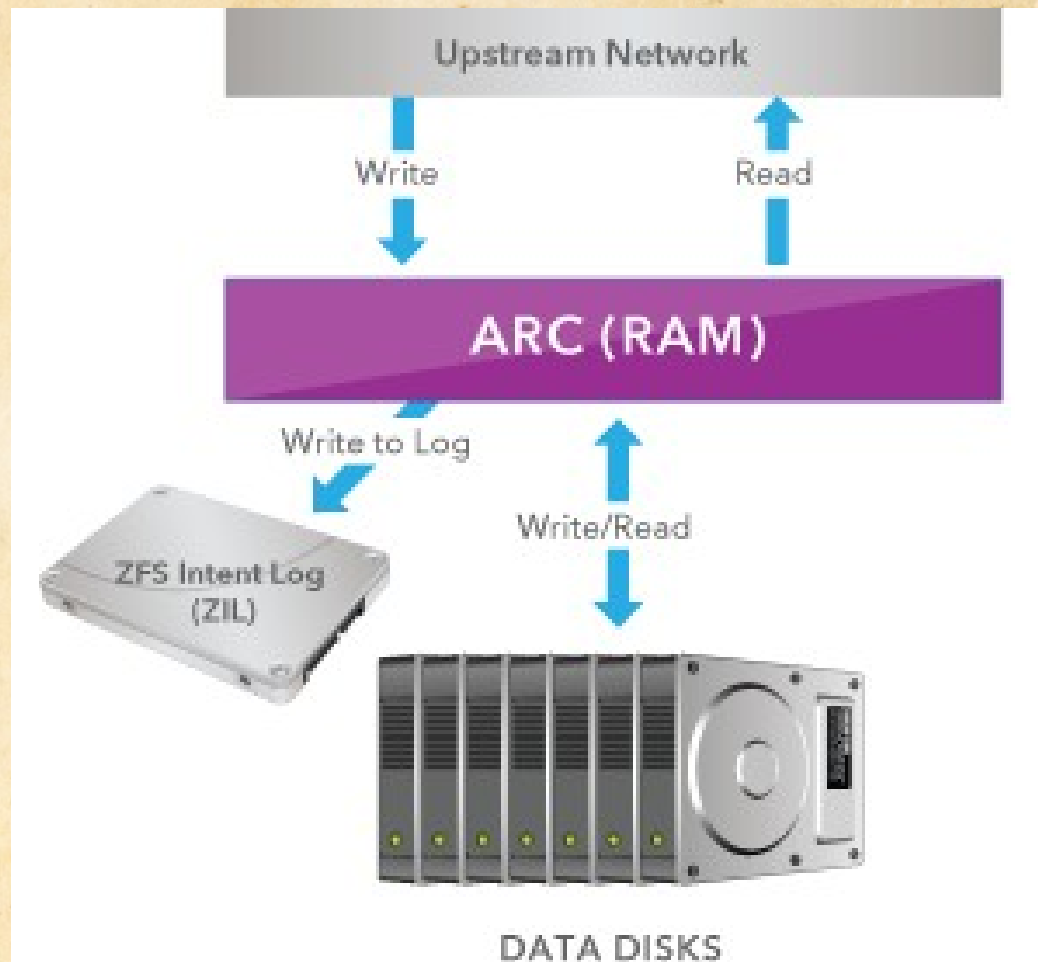 Upstream Network
Write
Read
ARC (RAM)
Write to Log
Write/Read
ZFS Intent Log
(ZIL)
DATA DISKS